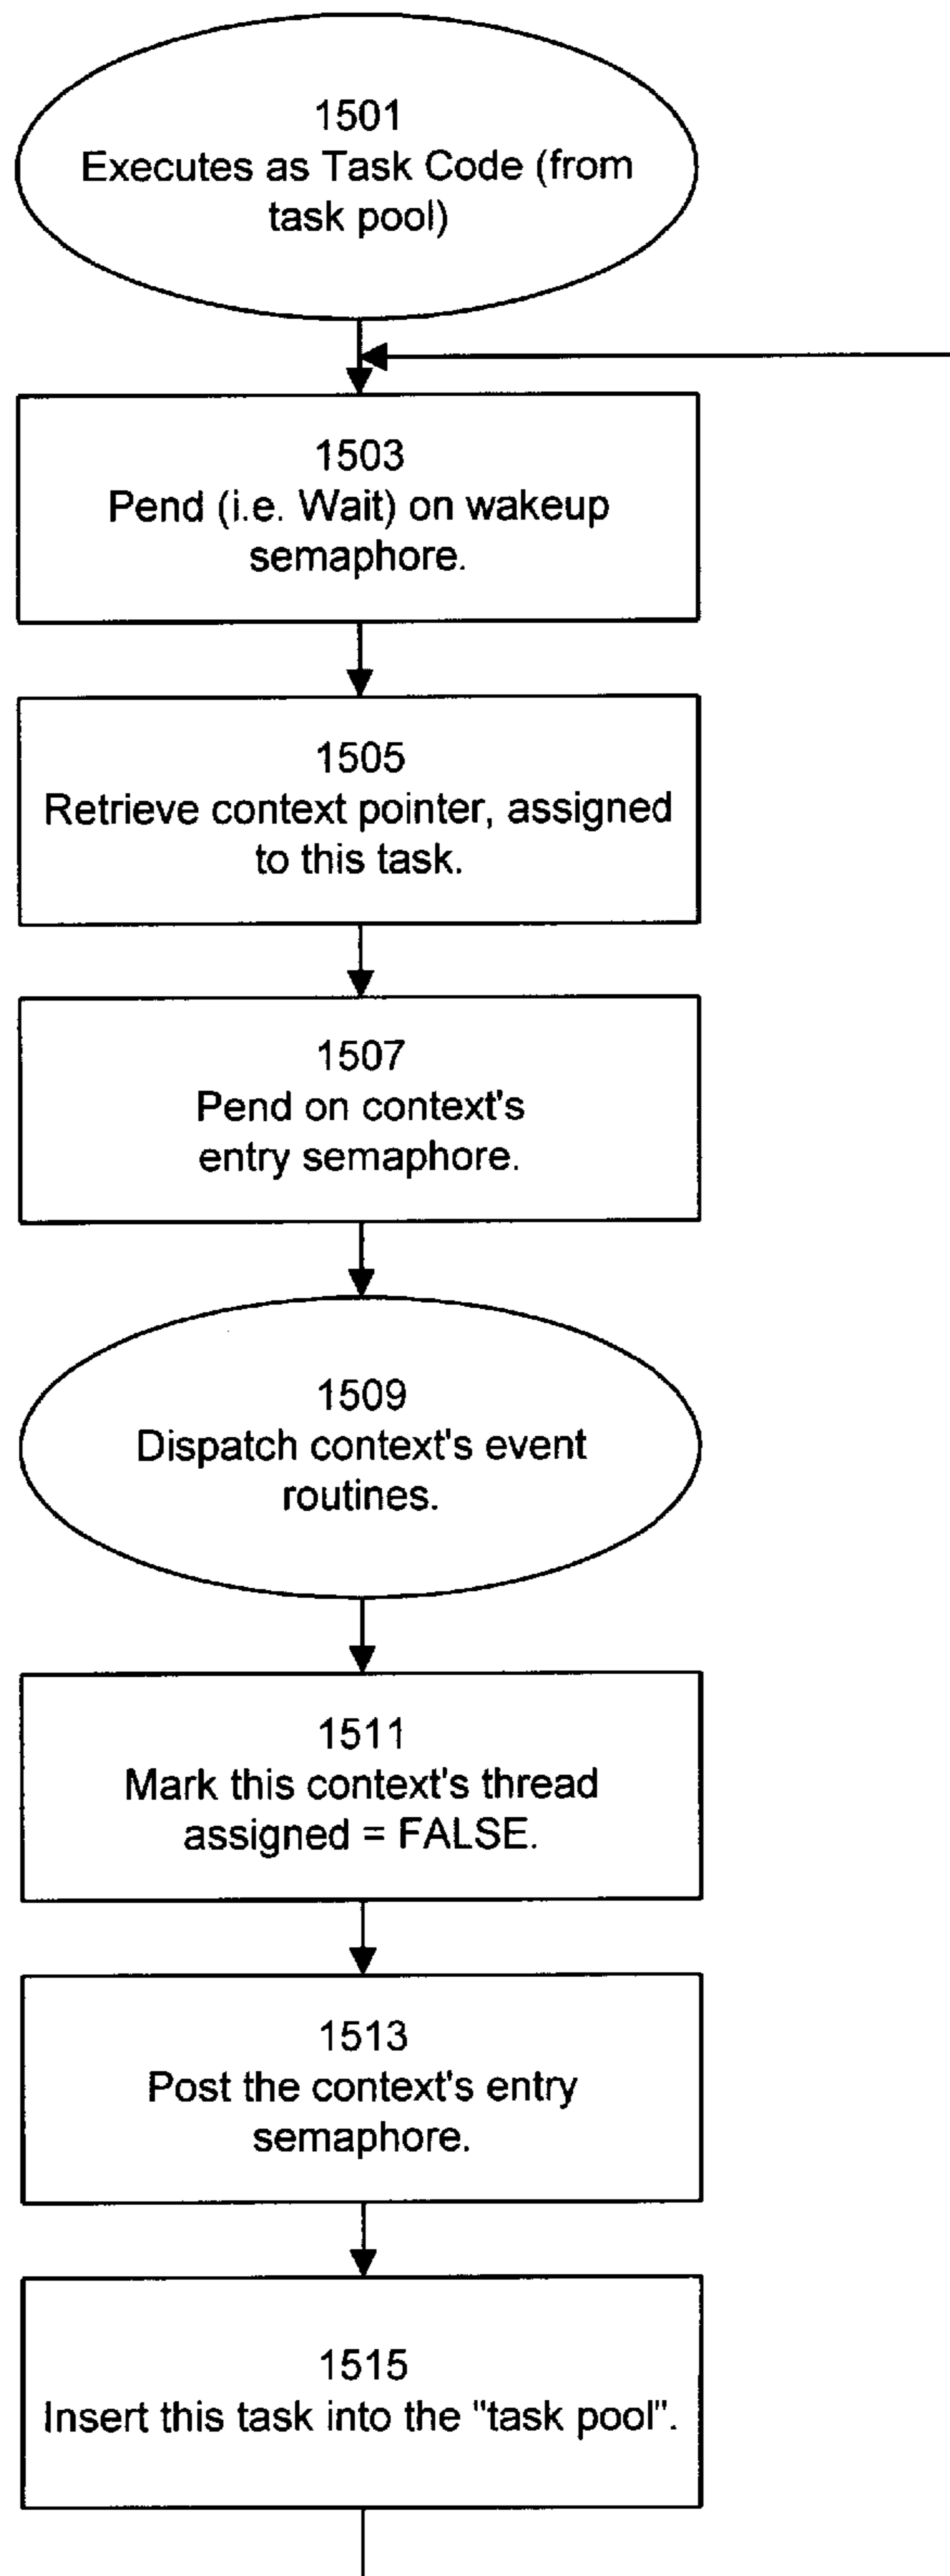 1501
Executes as Task Code (from
task pool)
1503
Pend (i.e. Wait) on wakeup
semaphore.
1505
Retrieve context pointer, assigned
to this task.
1507
Pend on context's
entry semaphore.
1509
Dispatch context's event
routines.
1511
Mark this context's thread
assigned = FALSE.
1513
Post the context's entry
semaphore.
1515
Insert this task into the "task pool".